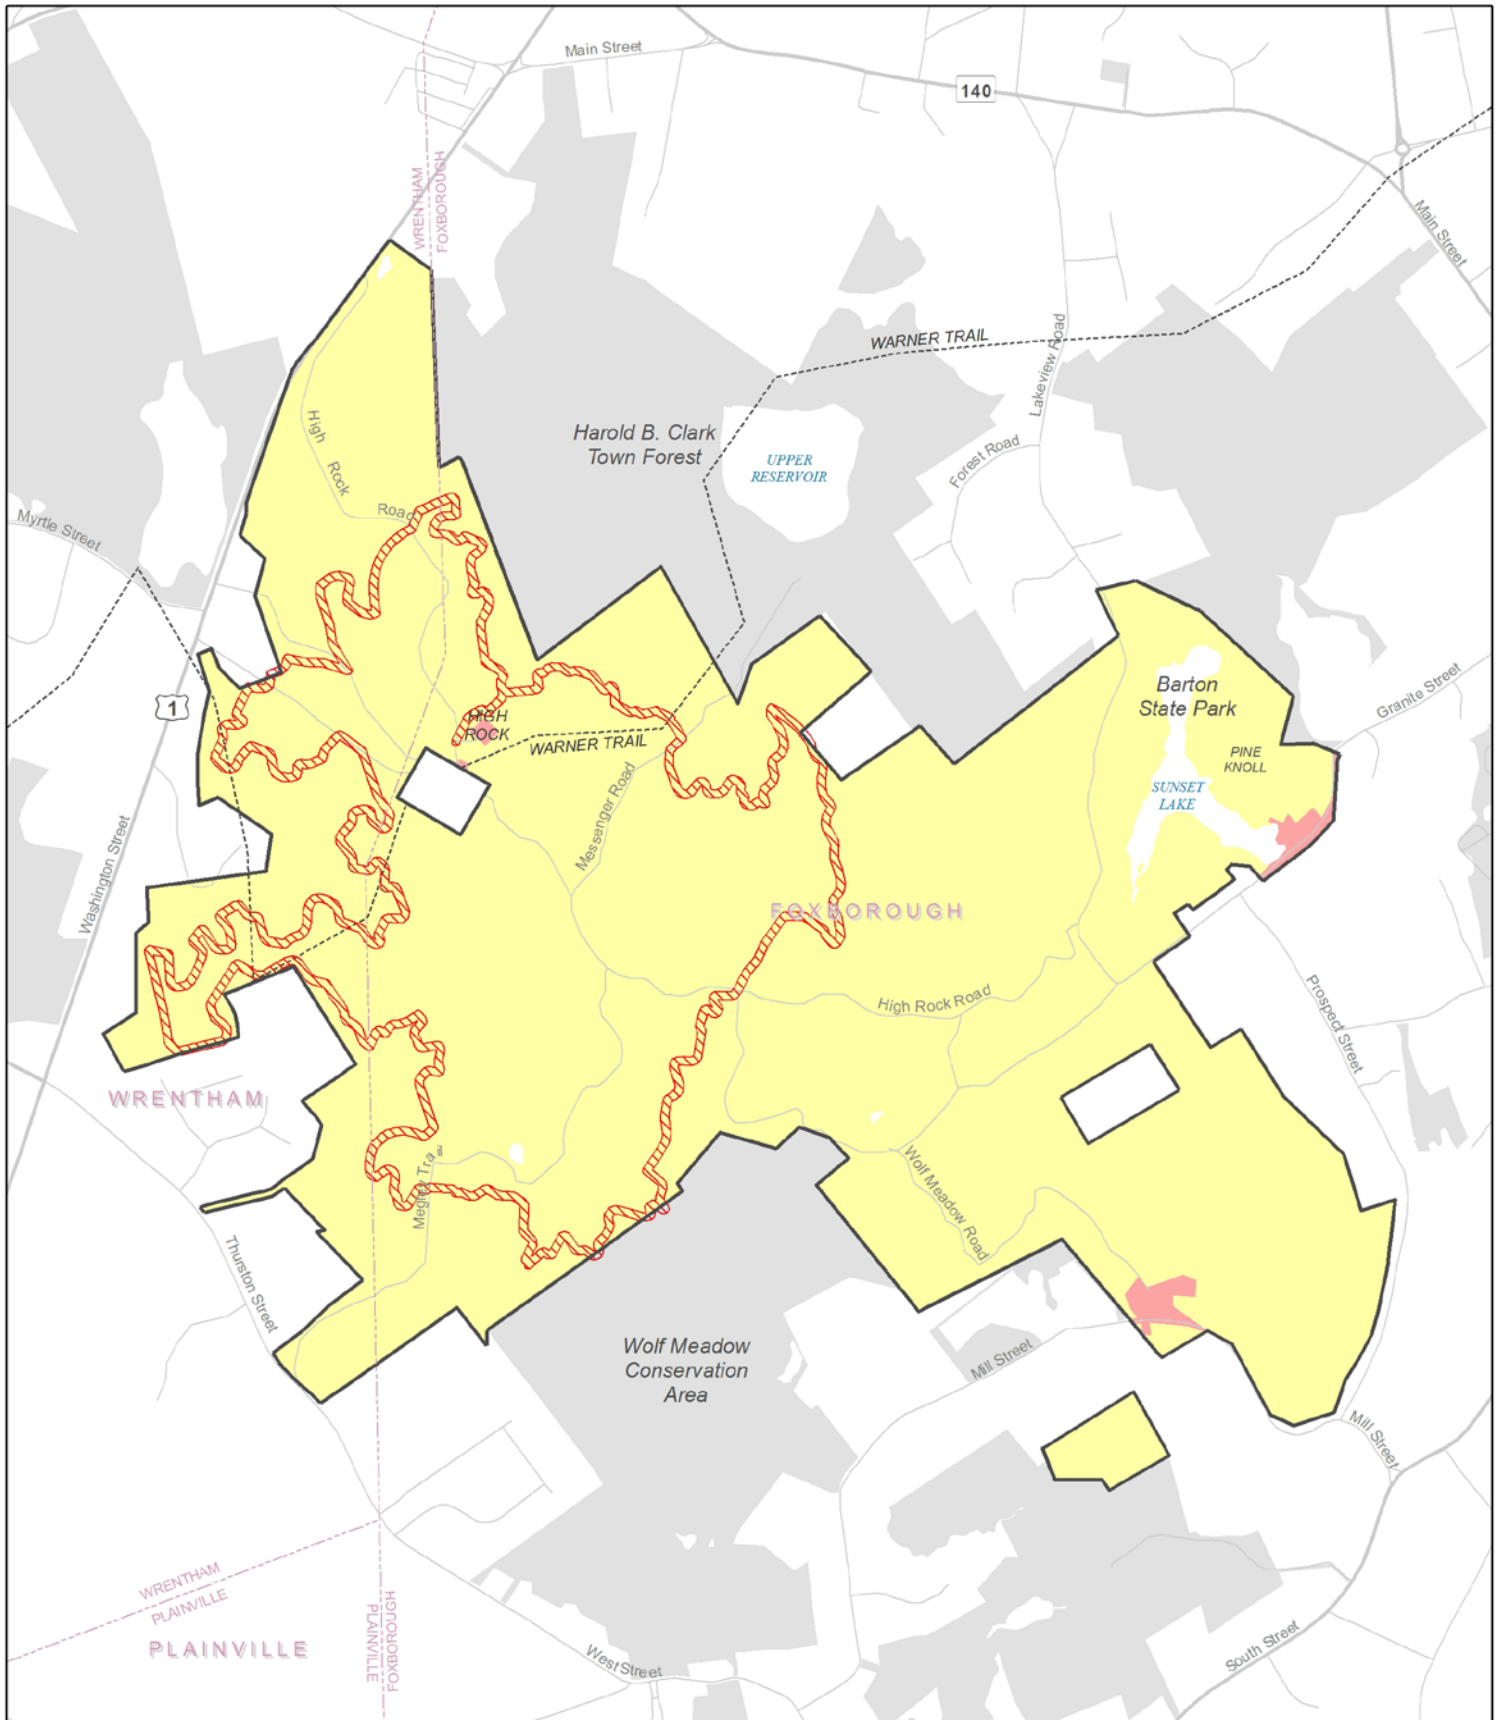 Main Street
140
WRENTHAM
FOXBOROUGH
Main Street
WARNER TRAIL
Lakeview Road
High
Rock
Road
Harold B. Clark
Town Forest
UPPER
RESERVOIR
Forest Road
Myrtle Street
1
Barton
State Park
Granite Street
HIGH
ROCK
WARNER TRAIL
PINE
KNOLL
SUNSET
LAKE
Messenger Road
Washington Street
FOXBOROUGH
High Rock Road
Prospect Street
WRENTHAM
Wolf Meadow Road
Thurston Street
Wolf Meadow
Conservation
Area
Mill Street
Mill Street
WRENTHAM
PLAINVILLE
PLAINVILLE
FOXBOROUGH
PLAINVILLE
West Street
South Street